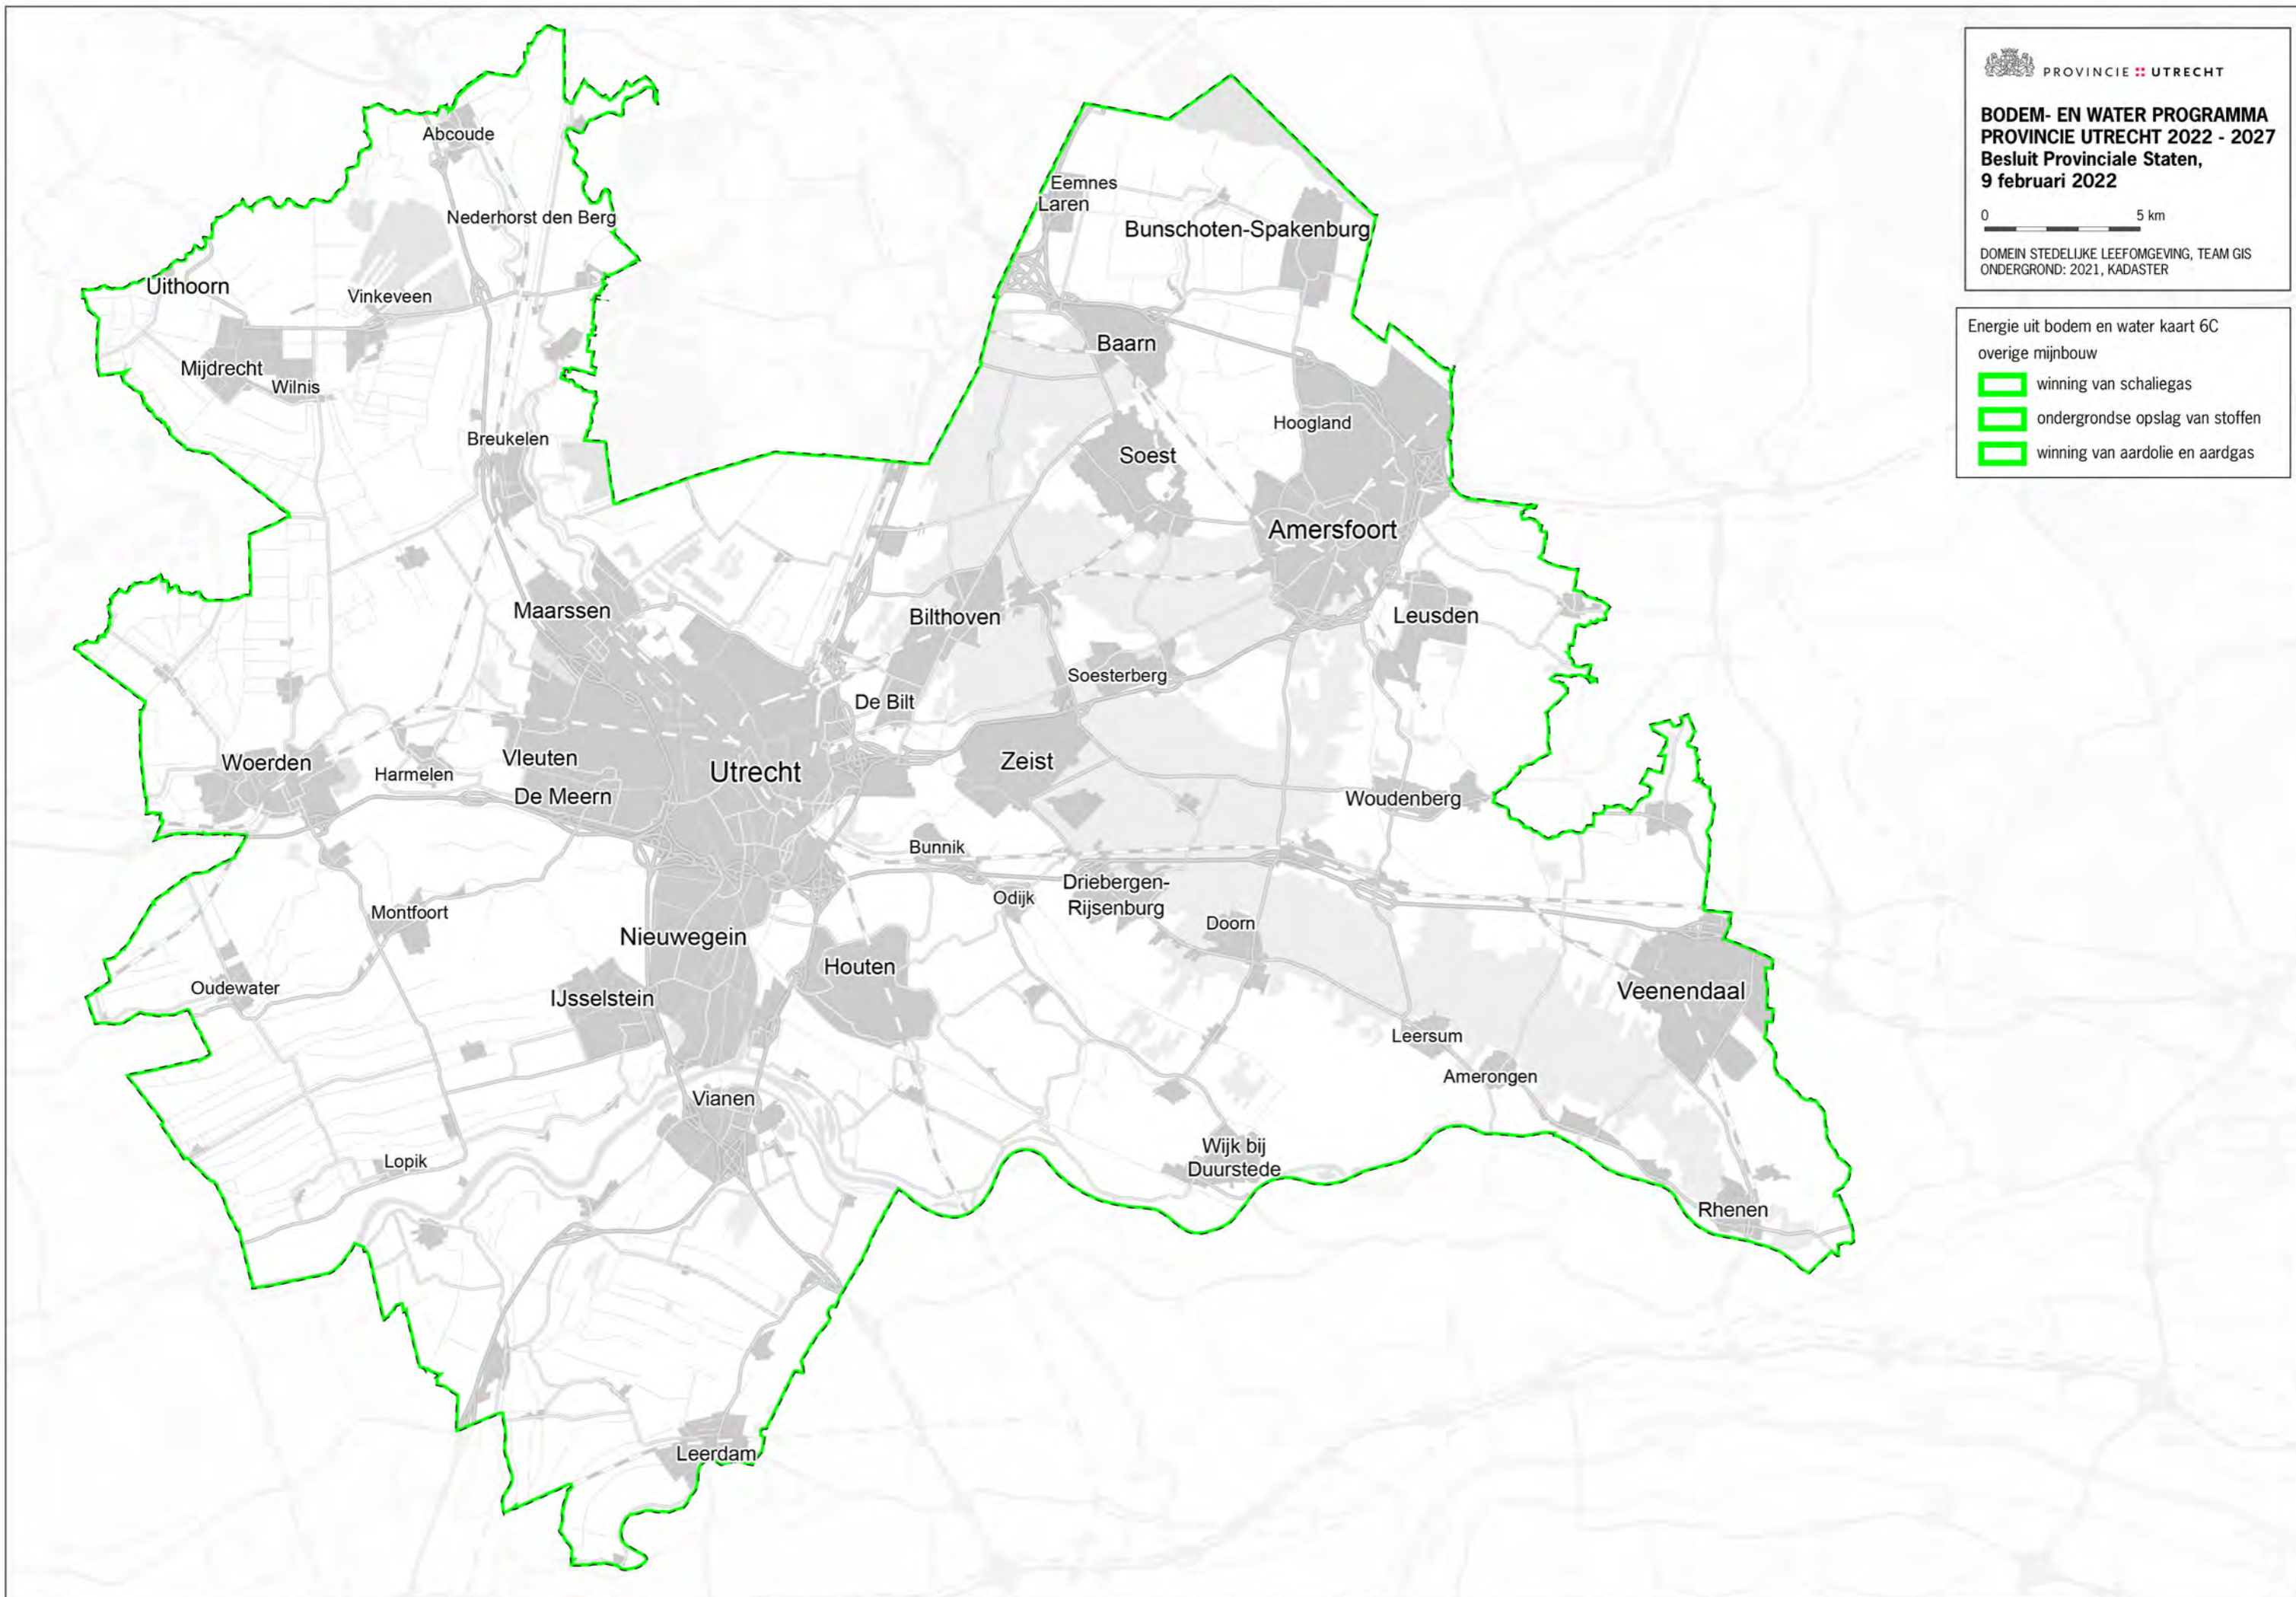 PROVINCIE :: UTRECHT
BODEM- EN WATER PROGRAMMA
PROVINCIE UTRECHT 2022 - 2027
Besluit Provinciale Staten,
9 februari 2022
0 5 km
DOMEIN STEDELIJKE LEEFOMGEVING, TEAM GIS
ONDERGROND: 2021, KADASTER
Energie uit bodem en water kaart 6C
overige mijnbouw
winning van schaliegas
ondergrondse opslag van stoffen
winning van aardolie en aardgas
Abcoude
Eemnes
Laren
Nederhorst den Berg
Bunschoten-Spakenburg
Uithoorn
Vinkeveen
Baarn
Mijdrecht
Wilnis
Hoogland
Breukelen
Soest
Amersfoort
Maarssen
Bilthoven
Leusden
Soesterberg
De Bilt
Vleuten
Woerden
Harmelen
Utrecht
Zeist
De Meern
Woudenberg
Bunnik
Driebergen-
Rijsenburg
Odijk
Montfoort
Doorn
Nieuwegein
Houten
Oudewater
IJsselstein
Veenendaal
Leersum
Amerongen
Vianen
Wijk bij
Duurstede
Lopik
Rhenen
Leerdam